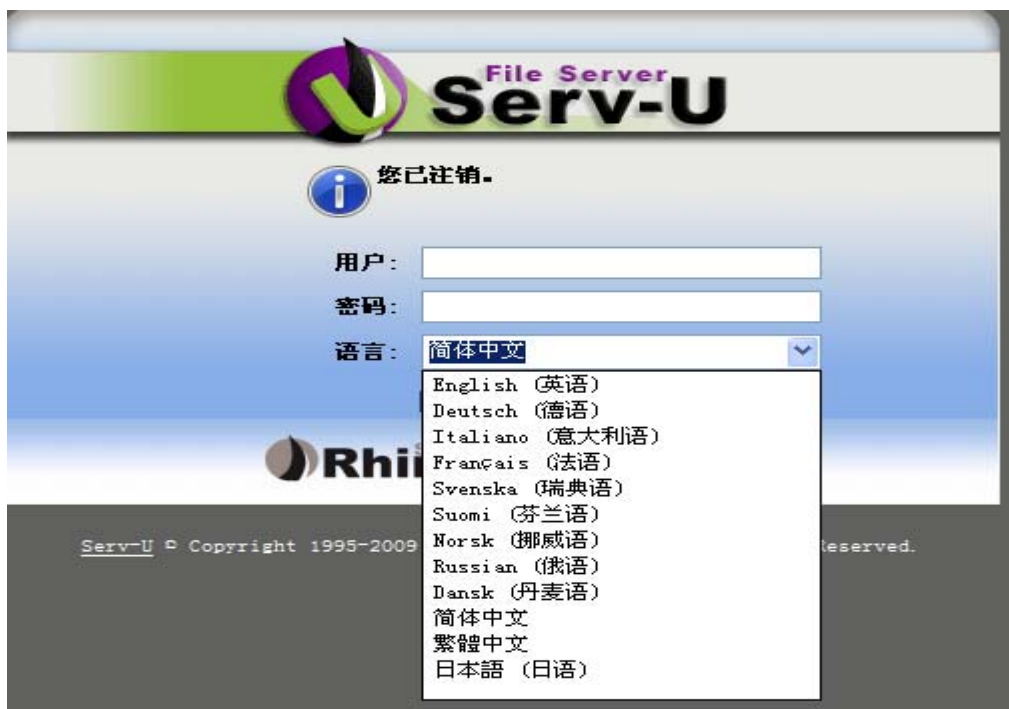 File Server
Serv-U
您已注销。
用户:
密码:
语言: 简体中文
English (英语)
Deutsch (德语)
Italiano (意大利语)
Français (法语)
Svenska (瑞典语)
Suomi (芬兰语)
Norsk (挪威语)
Russian (俄语)
Dansk (丹麦语)
简体中文
繁體中文
日本語 (日语)
Serv-U © Copyright 1995-2009